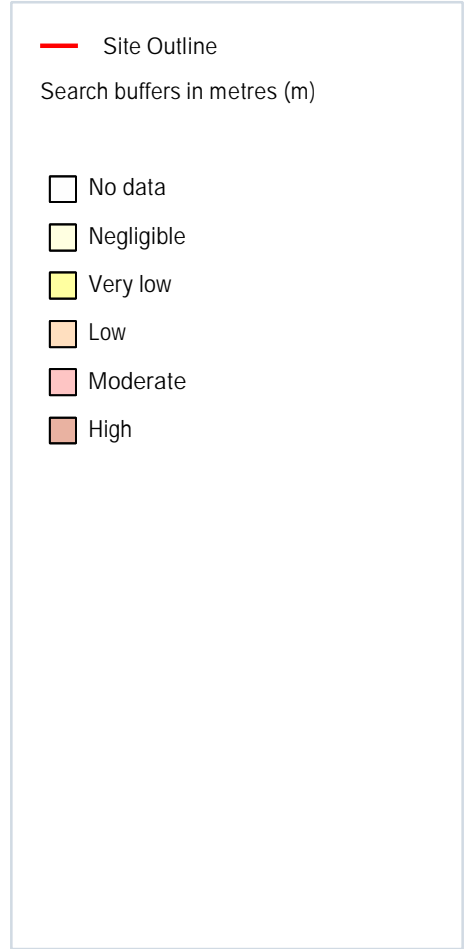 Site Outline
Search buffers in metres (m)
No data
Negligible
Very low
Low
Moderate
High